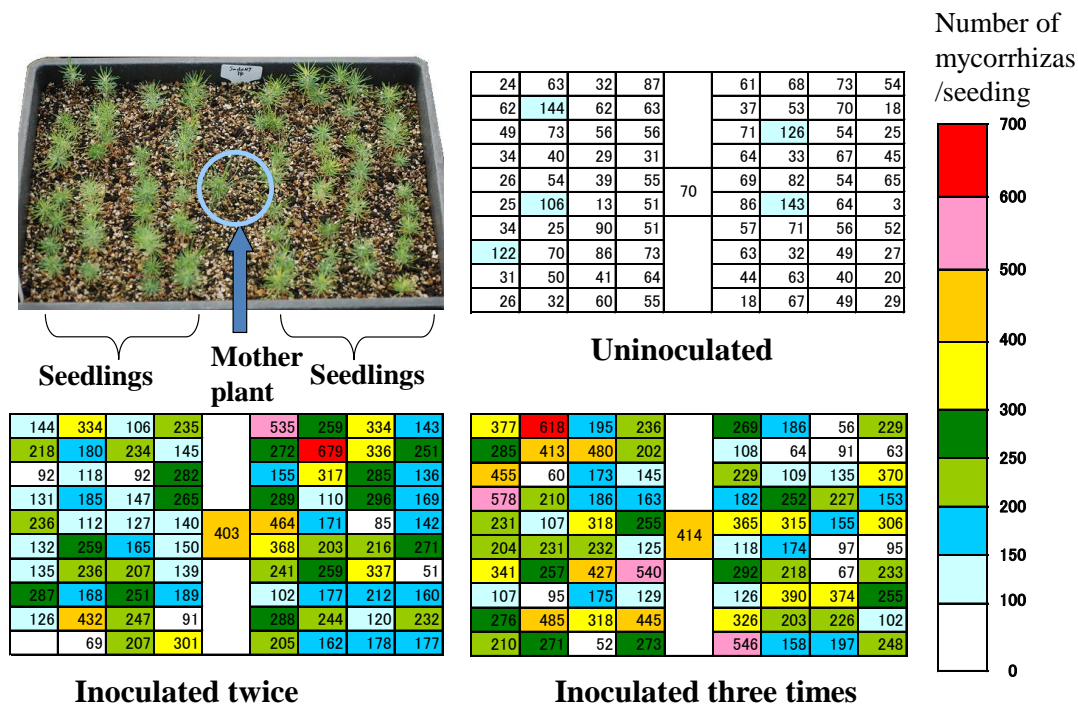 Number of
mycorrhizas
/seeding
700
600
500
400
300
250
200
150
100
0
24 63 32 87 61 68 73 54
62 144 62 63 37 53 70 18
49 73 56 56 71 126 54 25
34 40 29 31 64 33 67 45
26 54 39 55 70 69 82 54 65
25 106 13 51 86 143 64 3
34 25 90 51 57 71 56 52
122 70 86 73 63 32 49 27
31 50 41 64 44 63 40 20
26 32 60 55 18 67 49 29
Uninoculated
Seedlings
Mother
plant
Seedlings
144 334 106 235 535 259 334 143
218 180 234 145 272 679 336 251
92 118 92 282 155 317 285 136
131 185 147 265 289 110 296 169
236 112 127 140 403 464 171 85 142
132 259 165 150 368 203 216 271
135 236 207 139 241 259 337 51
287 168 251 189 102 177 212 160
126 432 247 91 288 244 120 232
69 207 301 205 162 178 177
Inoculated twice
377 618 195 236 269 186 56 229
285 413 480 202 108 64 91 63
455 60 173 145 229 109 135 370
578 210 186 163 182 252 227 153
231 107 318 255 414 365 315 155 306
204 231 232 125 118 174 97 95
341 257 427 540 292 218 67 233
107 95 175 129 126 390 374 255
276 485 318 445 326 203 226 102
210 271 52 273 546 158 197 248
Inoculated three times